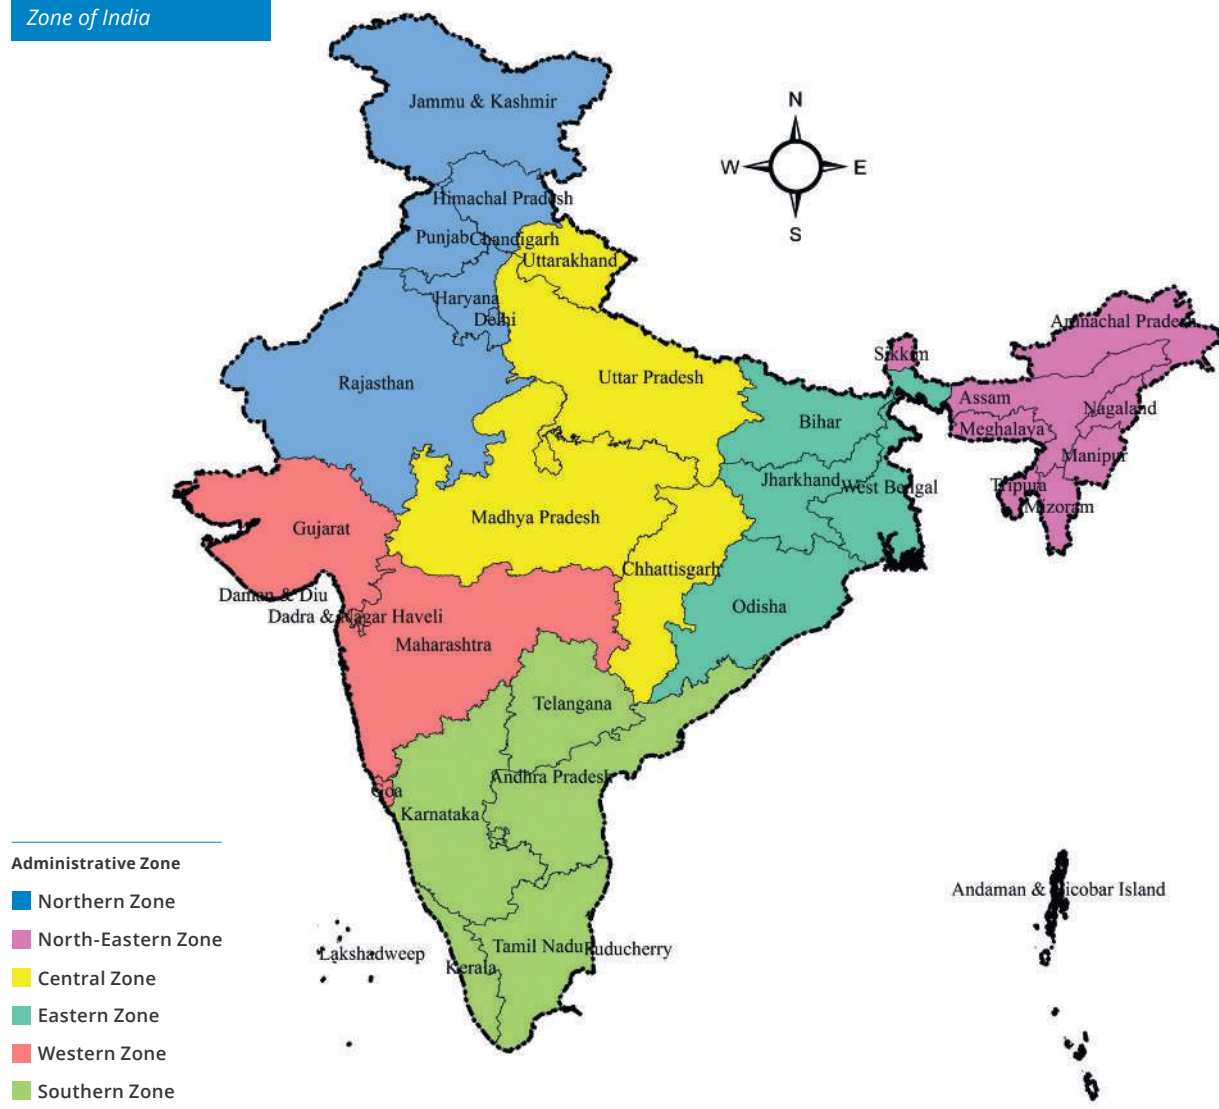 Zone of India
Jammu & Kashmir
N
W
E
S
Himachal Pradesh
Punjab
Chandigarh
Uttarakhand
Haryana
Delhi
Arunachal Pradesh
Sikkim
Rajasthan
Uttar Pradesh
Assam
Nagaland
Bihar
Meghalaya
Manipur
Jharkhand
West Bengal
Tripura
Mizoram
Gujarat
Madhya Pradesh
Chhattisgarh
Daman & Diu
Odisha
Dadra & Nagar Haveli
Maharashtra
Telangana
Andhra Pradesh
Goa
Karnataka
Andaman & Nicobar Island
Lakshadweep
Kerala
Tamil Nadu
Puducherry
Administrative Zone
Northern Zone
North-Eastern Zone
Central Zone
Eastern Zone
Western Zone
Southern Zone